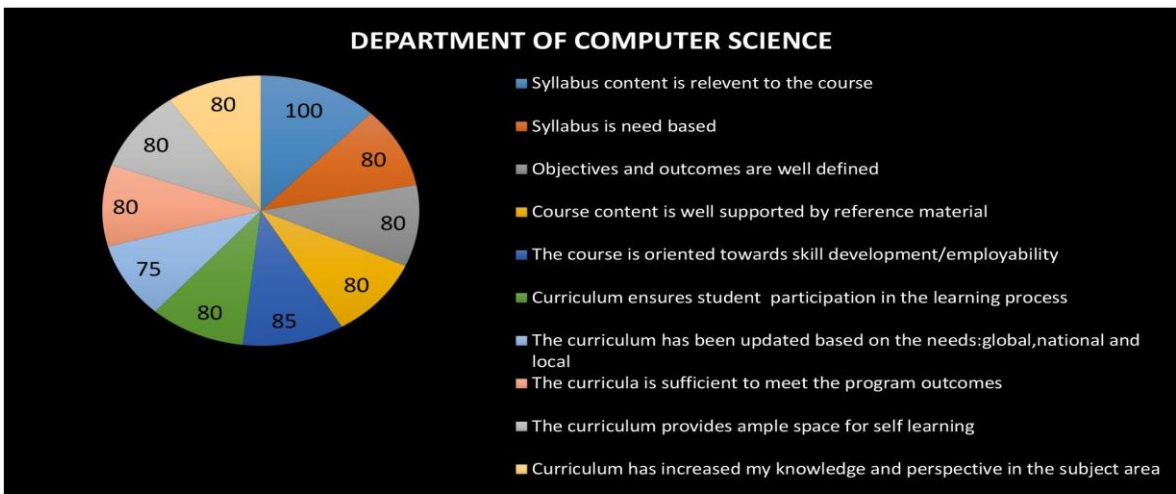 DEPARTMENT OF COMPUTER SCIENCE
100
80
80
80
85
80
75
80
80
80
Syllabus content is relevent to the course
Syllabus is need based
Objectives and outcomes are well defined
Course content is well supported by reference material
The course is oriented towards skill development/employability
Curriculum ensures student  participation in the learning process
The curriculum has been updated based on the needs:global,national and
local
The curricula is sufficient to meet the program outcomes
The curriculum provides ample space for self learning
Curriculum has increased my knowledge and perspective in the subject area